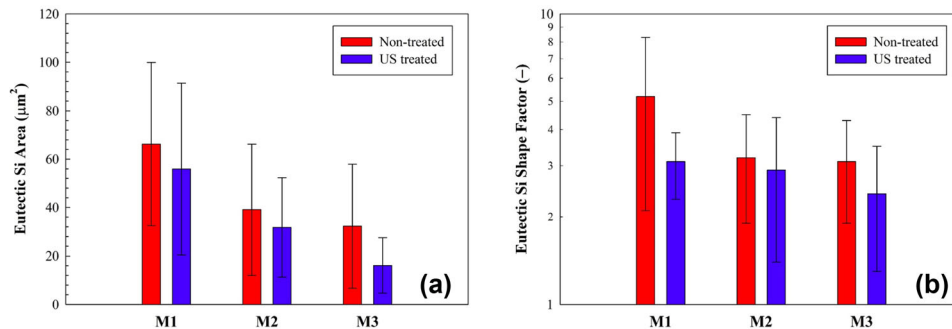 120
100
80
60
40
20
0
Eutectic Si Area (μm²)
Non-treated
US treated
M1 M2 M3
(a)
10
9
8
7
6
5
4
3
2
1
Eutectic Si Shape Factor (−)
Non-treated
US treated
M1 M2 M3
(b)